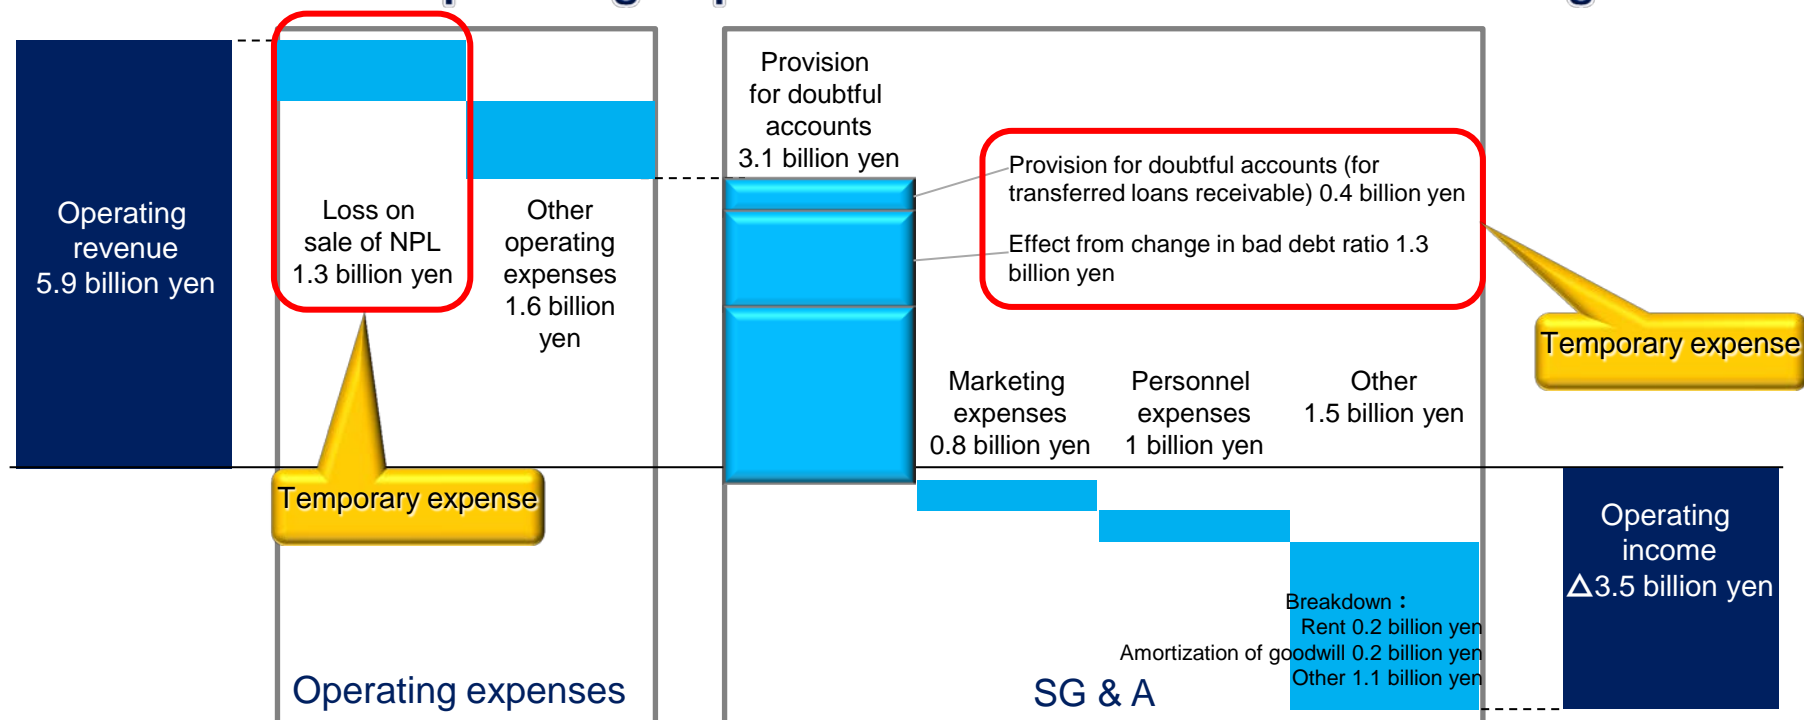 Operating
revenue
5.9 billion yen
Loss on
sale of NPL
1.3 billion yen
Other
operating
expenses
1.6 billion
yen
Temporary expense
Operating expenses
Provision
for doubtful
accounts
3.1 billion yen
Provision for doubtful accounts (for
transferred loans receivable) 0.4 billion yen
Effect from change in bad debt ratio 1.3
billion yen
Temporary expense
Marketing
expenses
0.8 billion yen
Personnel
expenses
1 billion yen
Other
1.5 billion yen
Breakdown：
Rent 0.2 billion yen
Amortization of goodwill 0.2 billion yen
Other 1.1 billion yen
SG & A
Operating
income
Δ3.5 billion yen